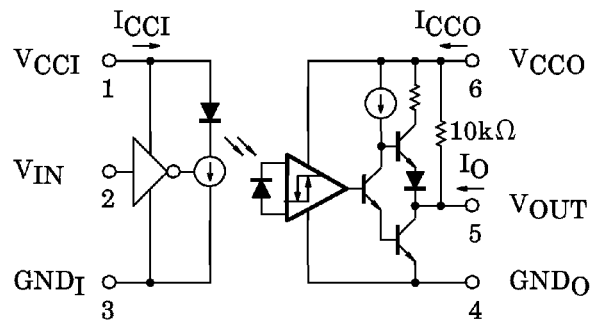 ICCI
ICCO
VCCI
1
6
VCCO
10kΩ
VIN
2
IO
VOUT
5
GNDI
3
4
GNDO